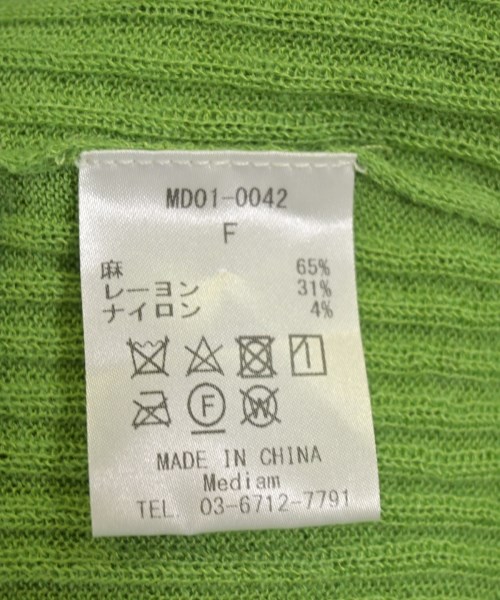 MD01-0042
F
麻 65%
レーヨン 31%
ナイロン 4%
F W
MADE IN CHINA
Mediam
TEL. 03-6712-7791